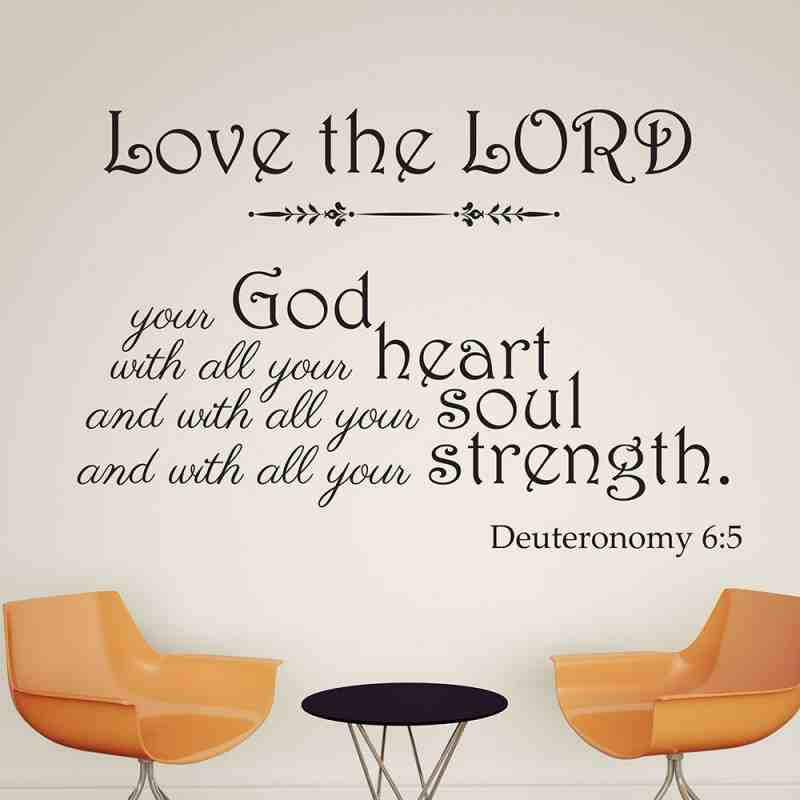 Love the LORD
your God
with all your heart
and with all your soul
and with all your strength.
Deuteronomy 6:5